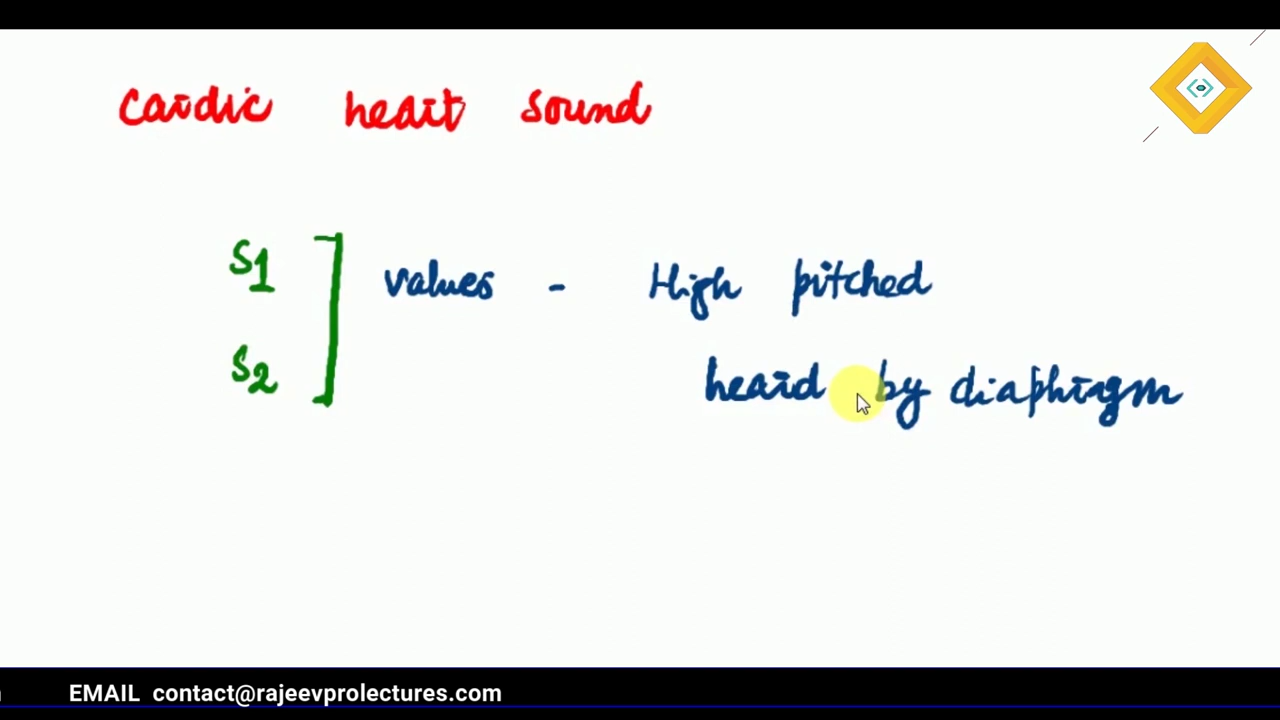 Cardic heart sound
S1
values - High pitched
S2
heard by diaphragm
EMAIL contact@rajeevprolectures.com